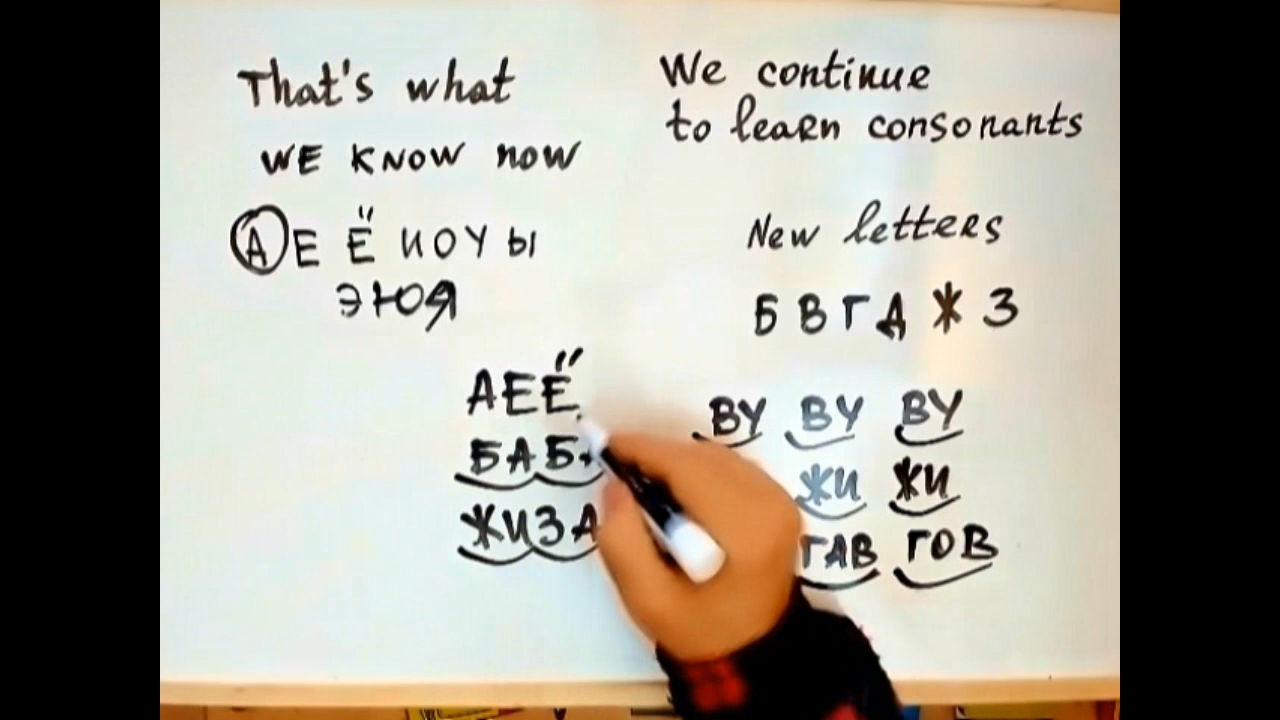 That's what
WE KNOW now
А Е Ё И О У Ы
Э Ю Я
We continue
to learn consonants
New letters
Б В Г Д Ж З
А Е Ё
ВУ ВУ ВУ
ЖИ ЖИ
ЖИЗА
ГАВ ГОВ